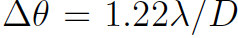 Δθ = 1.22λ/D